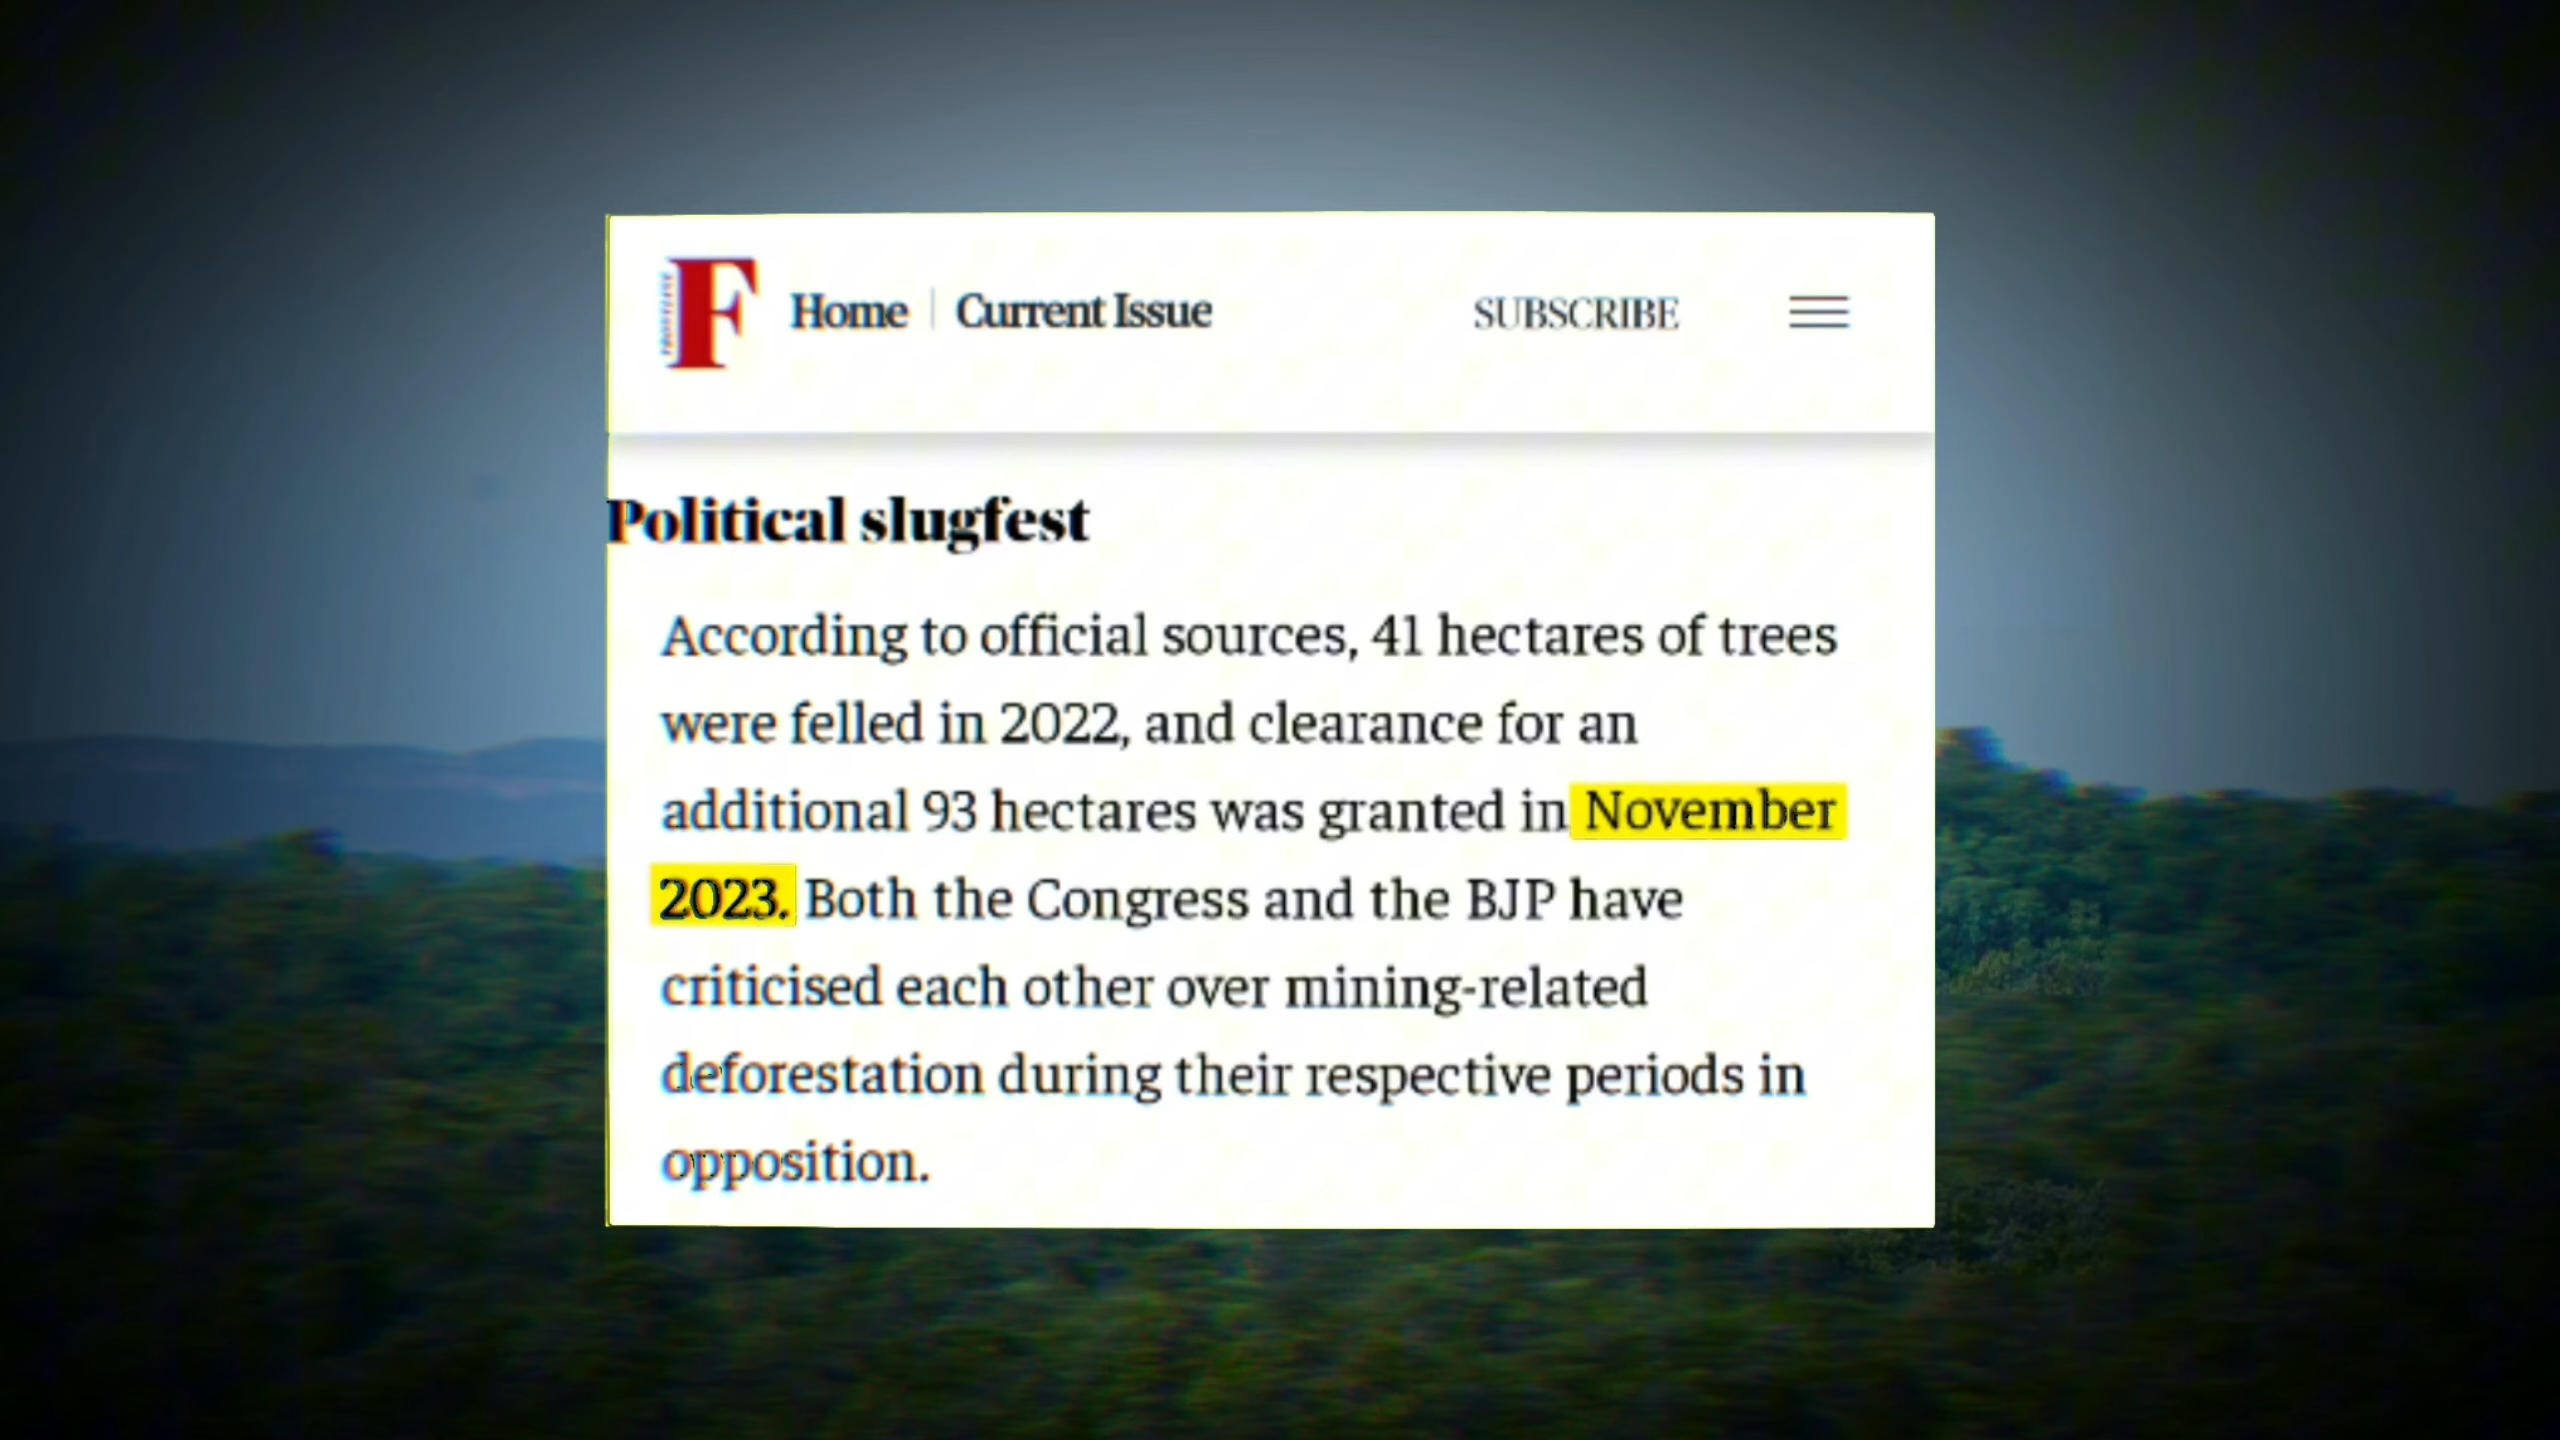 F Home Current Issue SUBSCRIBE
Political slugfest
According to official sources, 41 hectares of trees
were felled in 2022, and clearance for an
additional 93 hectares was granted in November
2023. Both the Congress and the BJP have
criticised each other over mining-related
deforestation during their respective periods in
opposition.